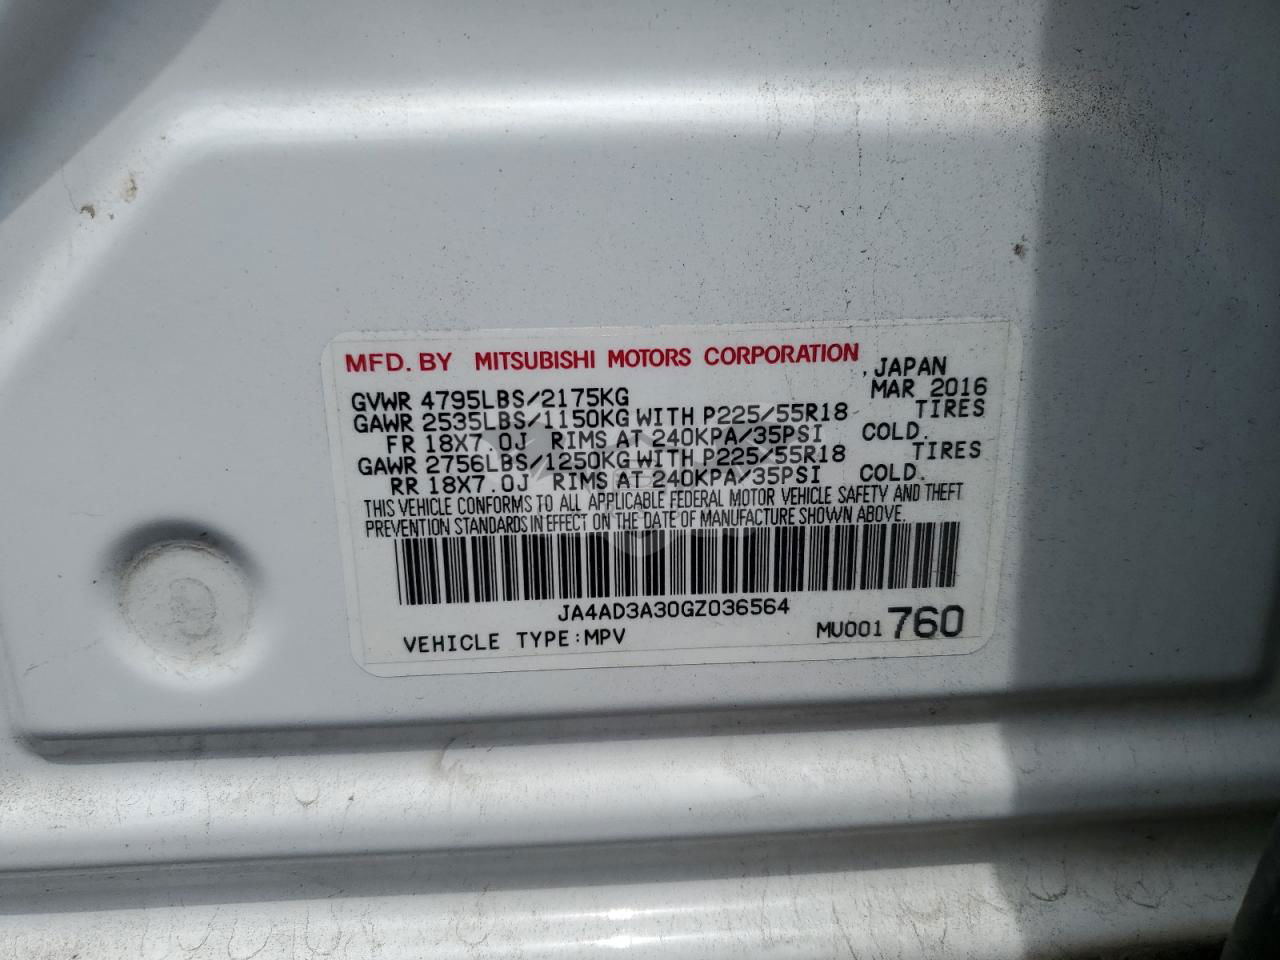 MFD. BY MITSUBISHI MOTORS CORPORATION , JAPAN
GVWR 4795LBS/2175KG MAR 2016
GAWR 2535LBS/1150KG WITH P225/55R18 TIRES
FR 18X7.0J RIMS AT 240KPA/35PSI COLD.
GAWR 2756LBS/1250KG WITH P225/55R18 TIRES
RR 18X7.0J RIMS AT 240KPA/35PSI COLD.
THIS VEHICLE CONFORMS TO ALL APPLICABLE FEDERAL MOTOR VEHICLE SAFETY AND THEFT
PREVENTION STANDARDS IN EFFECT ON THE DATE OF MANUFACTURE SHOWN ABOVE.
JA4AD3A30GZ036564
VEHICLE TYPE:MPV MU001760